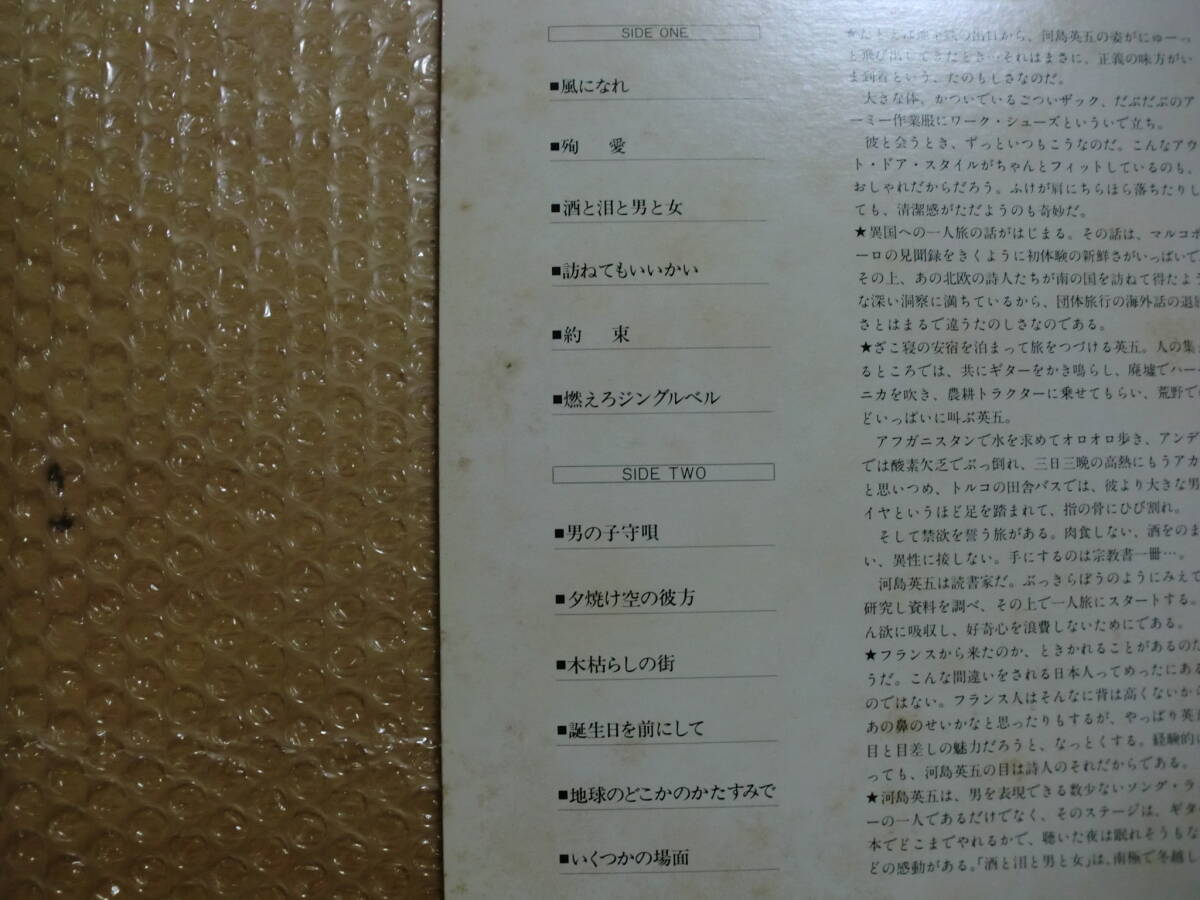 SIDE ONE
■風になれ
■殉　愛
■酒と泪と男と女
■訪ねてもいいかい
■約　束
■燃えろジングルベル
SIDE TWO
■男の子守唄
■夕焼け空の彼方
■木枯らしの街
■誕生日を前にして
■地球のどこかのかたすみで
■いくつかの場面
から、河島英五の姿がにゅーっ
と飛び出してきたとき…それはまさに、正義の味方がい
ま到着という、たのもしさなのだ。
大きな体、かついでいるごついザック、だぶだぶのア
ーミー作業服にワーク・シューズといういで立ち。
彼と会うとき、ずっといつもこうなのだ。こんなアウ
ト・ドア・スタイルがちゃんとフィットしているのも、
おしゃれだからだろう。ふけが肩にちらほら落ちたりし
ても、清潔感がただようのも奇妙だ。
★異国への一人旅の話がはじまる。その話は、マルコポ
ーロの見聞録をきくように初体験の新鮮さがいっぱいで
その上、あの北欧の詩人たちが南の国を訪ねて得たよう
な深い洞察に満ちているから、団体旅行の海外話の退屈
さとはまるで違うたのしさなのである。
★ざこ寝の安宿を泊まって旅をつづける英五。人の集ま
るところでは、共にギターをかき鳴らし、廃墟でハーモ
ニカを吹き、農耕トラクターに乗せてもらい、荒野では
どいっぱいに叫ぶ英五。
アフガニスタンで水を求めてオロオロ歩き、アンデ
では酸素欠乏でぶっ倒れ、三日三晩の高熱にもうアカ
と思いつめ、トルコの田舎バスでは、彼より大きな男
イヤというほど足を踏まれて、指の骨にひび割れ。
そして禁欲を誓う旅がある。肉食しない、酒をのま
い、異性に接しない。手にするのは宗教書一冊…。
河島英五は読書家だ。ぶっきらぼうのようにみえて
研究し資料を調べ、その上で一人旅にスタートする。
ん欲に吸収し、好奇心を浪費しないためにである。
★フランスから来たのか、ときかれることがあるのだ
うだ。こんな間違いをされる日本人ってめったにある
のではない。フランス人はそんなに背は高くないから
あの鼻のせいかなと思ったりもするが、やっぱり英五
目と目差しの魅力だろうと、なっとくする。経験的に
っても、河島英五の目は詩人のそれだからである。
★河島英五は、男を表現できる数少ないソング・ラ
ーの一人であるだけでなく、そのステージは、ギタ
本でどこまでやれるかで、聴いた夜は眠れそうもな
どの感動がある。「酒と泪と男と女」は、南極で冬越し